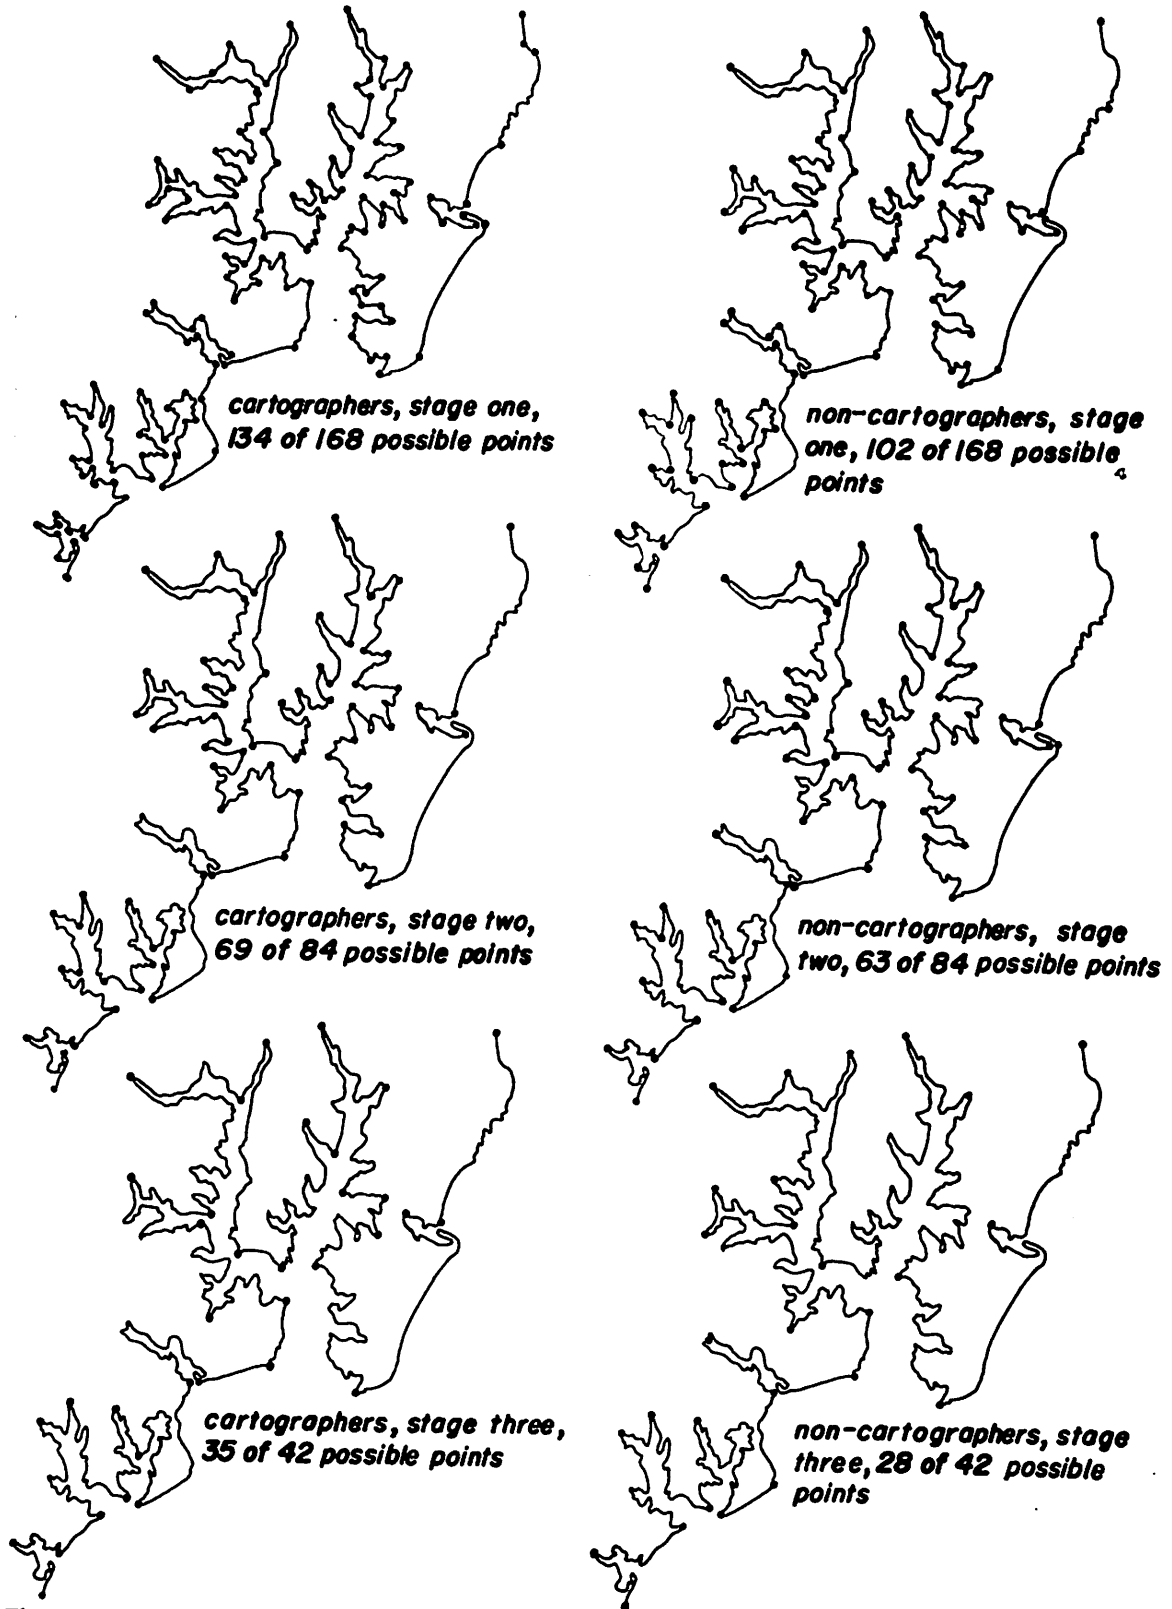 cartographers, stage one,
134 of 168 possible points
non-cartographers, stage
one, 102 of 168 possible
points
cartographers, stage two,
69 of 84 possible points
non-cartographers, stage
two, 63 of 84 possible points
cartographers, stage three,
35 of 42 possible points
non-cartographers, stage
three, 28 of 42 possible
points